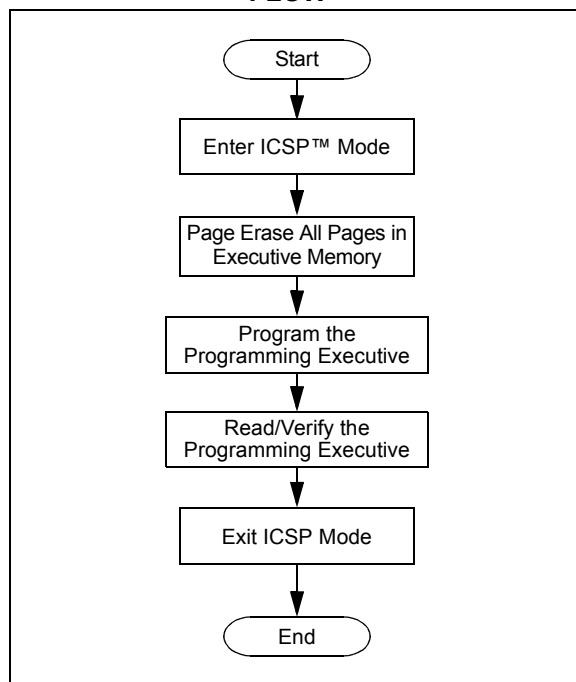 Start
Enter ICSP™ Mode
Page Erase All Pages in
Executive Memory
Program the
Programming Executive
Read/Verify the
Programming Executive
Exit ICSP Mode
End